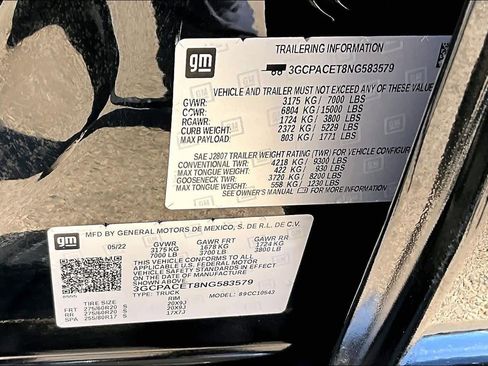 gm
TRAILERING INFORMATION
3GCPACET8NG583579
VEHICLE AND TRAILER MUST NOT EXCEED ANY
GVWR: 3175 KG/ 7000 LBS
GCWR: 6804 KG/15000 LBS
RGAWR: 1724 KG/ 3800 LBS
CURB WEIGHT: 2372 KG/ 5229 LBS
MAX PAYLOAD: 803 KG/ 1771 LBS
SAE J2807 TRAILER WEIGHT RATING (TWR) FOR VEHICLE CONFIGUR
CONVENTIONAL TWR: 4218 KG / 9300 LBS
MAX TONGUE WEIGHT: 422 KG / 930 LBS
GOOSENECK TWR: 3720 KG / 8200 LBS
MAX TONGUE WEIGHT: 558 KG / 1230 LBS
SEE OWNER'S MANUAL
gm
MFD BY GENERAL MOTORS DE MEXICO, S. DE R.L. DE C.V.
05/22 GVWR GAWR FRT GAWR RR
3175 KG 1678 KG 1724 KG
7000 LB 3700 LB 3800 LB
THIS VEHICLE CONFORMS TO ALL
APPLICABLE U.S. FEDERAL MOTOR
VEHICLE SAFETY STANDARDS IN
EFFECT ON THE DATE OF
MANUFACTURE SHOWN ABOVE.
3GCPACET8NG583579
TYPE: TRUCK MODEL: 89CC10543
TIRE SIZE RIM
FRT 275/60R20 S 20X9J
RR 275/60R20 S 20X9J
SPA 255/80R17 S 17X7J